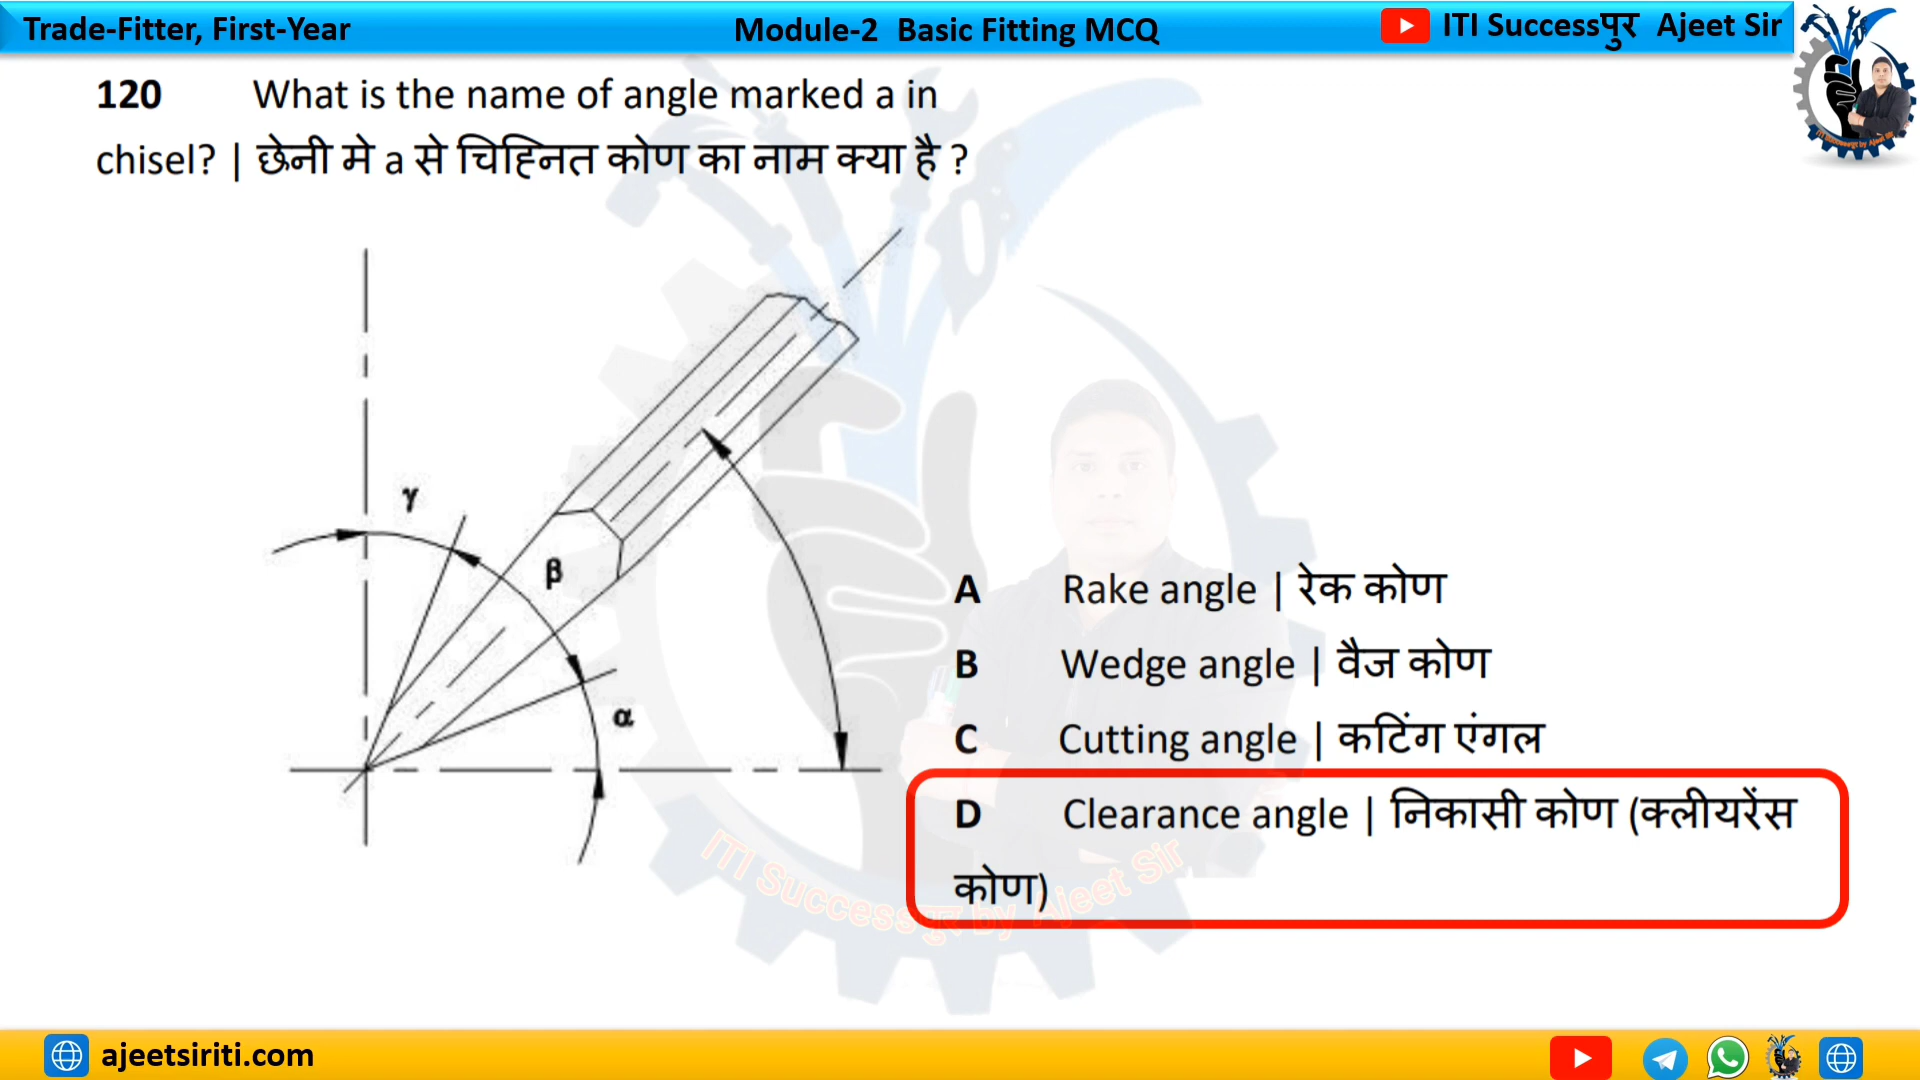 Trade-Fitter, First-Year
Module-2 Basic Fitting MCQ
ITI Successपुर Ajeet Sir
120 What is the name of angle marked a in
chisel? | छेनी मे a से चिह्नित कोण का नाम क्या है ?
γ
β
α
A Rake angle | रेक कोण
B Wedge angle | वैज कोण
C Cutting angle | कटिंग एंगल
D Clearance angle | निकासी कोण (क्लीयरेंस
कोण)
ITI Successपुर by Ajeet Sir
ajeetsiriti.com